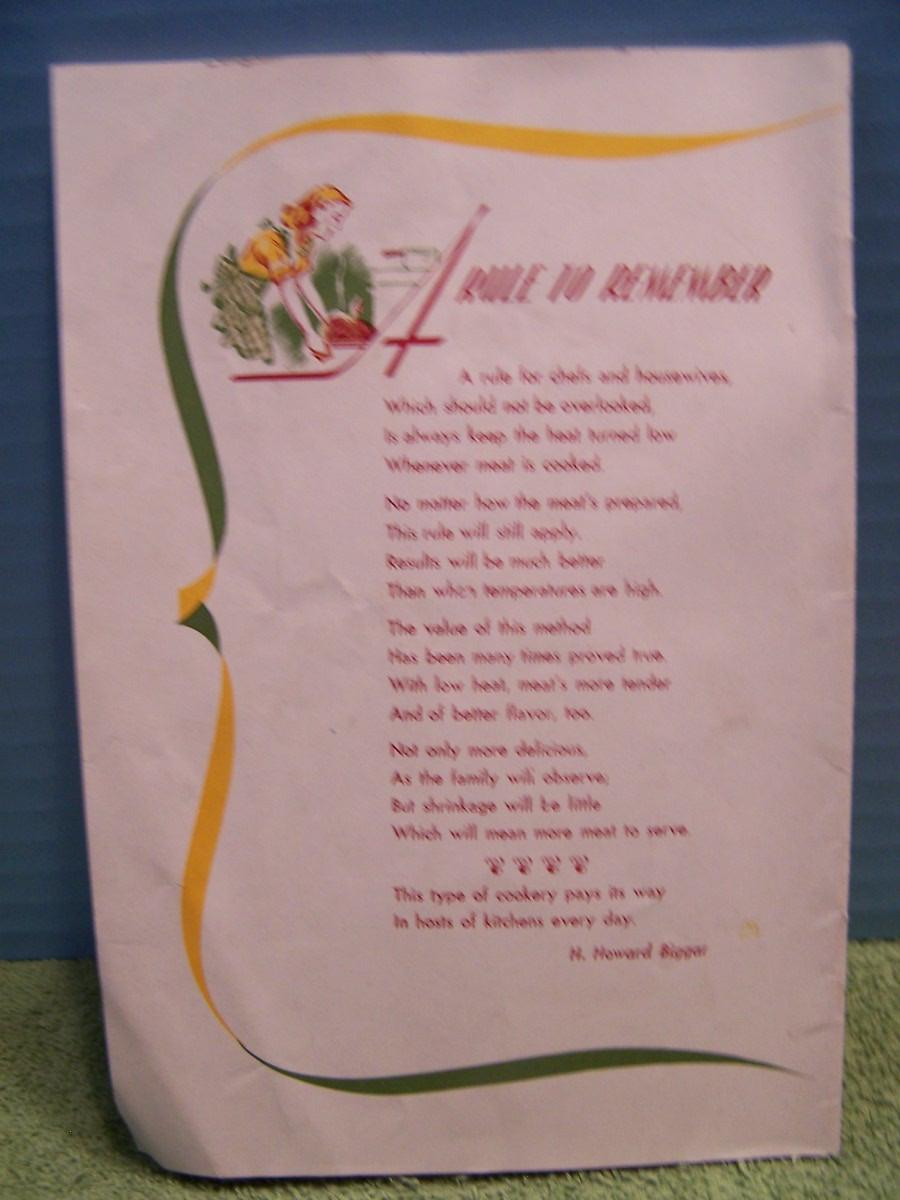 A RULE TO REMEMBER
A rule for chefs and housewives,
Which should not be overlooked,
Is always keep the heat turned low
Whenever meat is cooked.
No matter how the meat's prepared,
This rule will still apply.
Results will be much better
Than when temperatures are high.
The value of this method
Has been many times proved true.
With low heat, meat's more tender
And of better flavor, too.
Not only more delicious,
As the family will observe;
But shrinkage will be little
Which will mean more meat to serve.
This type of cookery pays its way
In hosts of kitchens every day.
H. Howard Biggar